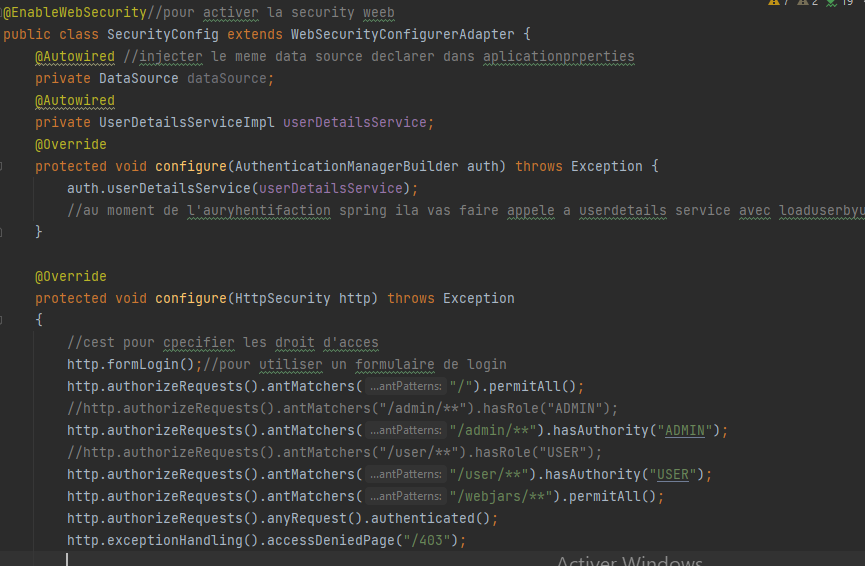 7 2 19
@EnableWebSecurity//pour activer la security weeb
public class SecurityConfig extends WebSecurityConfigurerAdapter {
@Autowired //injecter le meme data source declarer dans aplicationprperties
private DataSource dataSource;
@Autowired
private UserDetailsServiceImpl userDetailsService;
@Override
protected void configure(AuthenticationManagerBuilder auth) throws Exception {
auth.userDetailsService(userDetailsService);
//au moment de l'auryhentifaction spring ila vas faire appele a userdetails service avec loaduserbyu
}
@Override
protected void configure(HttpSecurity http) throws Exception
{
//cest pour cpecifier les droit d'acces
http.formLogin();//pour utiliser un formulaire de login
http.authorizeRequests().antMatchers( ...antPatterns: "/").permitAll();
//http.authorizeRequests().antMatchers("/admin/**").hasRole("ADMIN");
http.authorizeRequests().antMatchers( ...antPatterns: "/admin/**").hasAuthority("ADMIN");
//http.authorizeRequests().antMatchers("/user/**").hasRole("USER");
http.authorizeRequests().antMatchers( ...antPatterns: "/user/**").hasAuthority("USER");
http.authorizeRequests().antMatchers( ...antPatterns: "/webjars/**").permitAll();
http.authorizeRequests().anyRequest().authenticated();
http.exceptionHandling().accessDeniedPage("/403");
Activer Windows